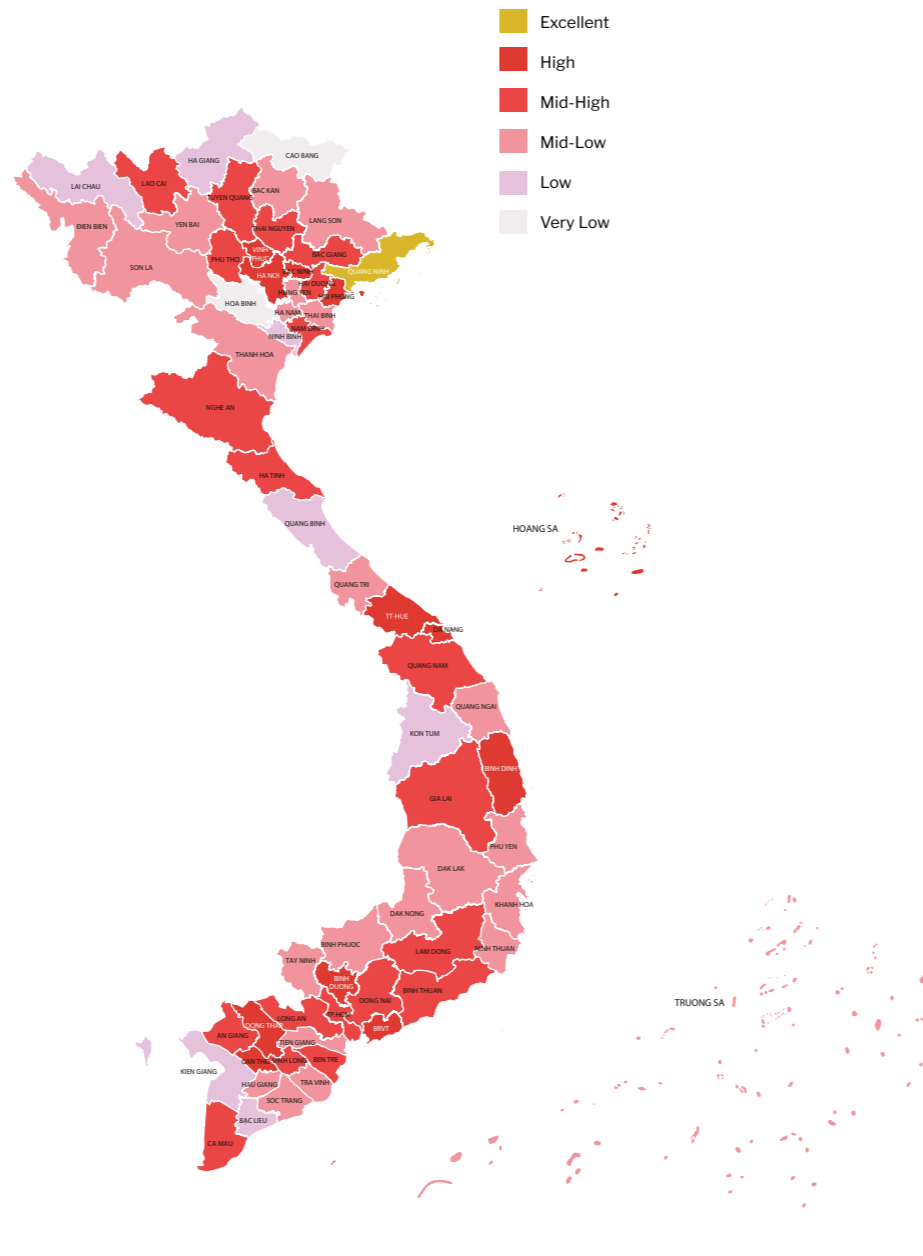 Excellent
High
Mid-High
Mid-Low
Low
Very Low
CAO BANG
HA GIANG
LAI CHAU
LAO CAI
TUYEN QUANG
BAC KAN
DIEN BIEN
YEN BAI
LANG SON
THAI NGUYEN
SON LA
PHU THO
VINH
PHUC
BAC GIANG
HA NOI
BAC NINH
QUANG NINH
HAI DUONG
HUNG YEN
HAI PHONG
HOA BINH
HA NAM
THAI BINH
NAM DINH
NINH BINH
THANH HOA
NGHE AN
HA TINH
QUANG BINH
HOANG SA
QUANG TRI
TT-HUE
DA NANG
QUANG NAM
QUANG NGAI
KON TUM
BINH DINH
GIA LAI
PHU YEN
DAK LAK
KHANH HOA
DAK NONG
BINH PHUOC
LAM DONG
NINH THUAN
TAY NINH
BINH
DUONG
BINH THUAN
DONG NAI
TRUONG SA
LONG AN
TP.HCM
DONG THAP
BRVT
AN GIANG
TIEN GIANG
CAN THO
VINH LONG
BEN TRE
KIEN GIANG
HAU GIANG
TRA VINH
SOC TRANG
BAC LIEU
CA MAU